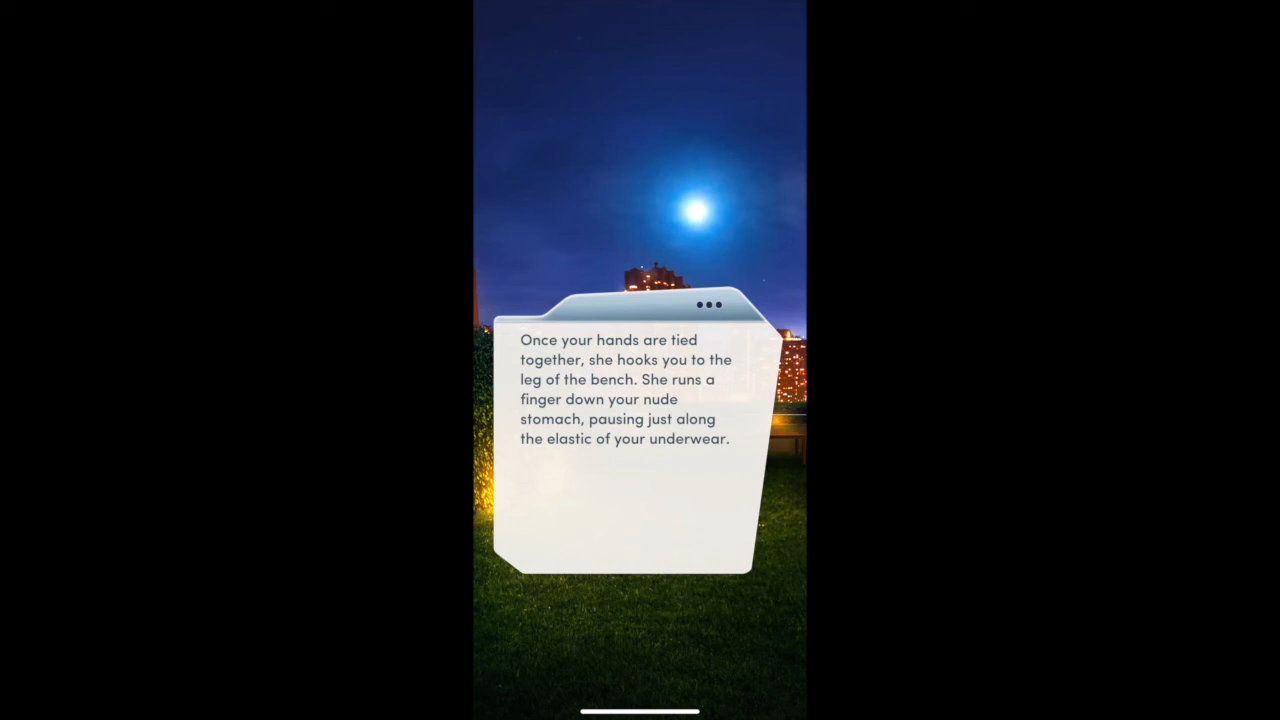 Once your hands are tied
together, she hooks you to the
leg of the bench. She runs a
finger down your nude
stomach, pausing just along
the elastic of your underwear.